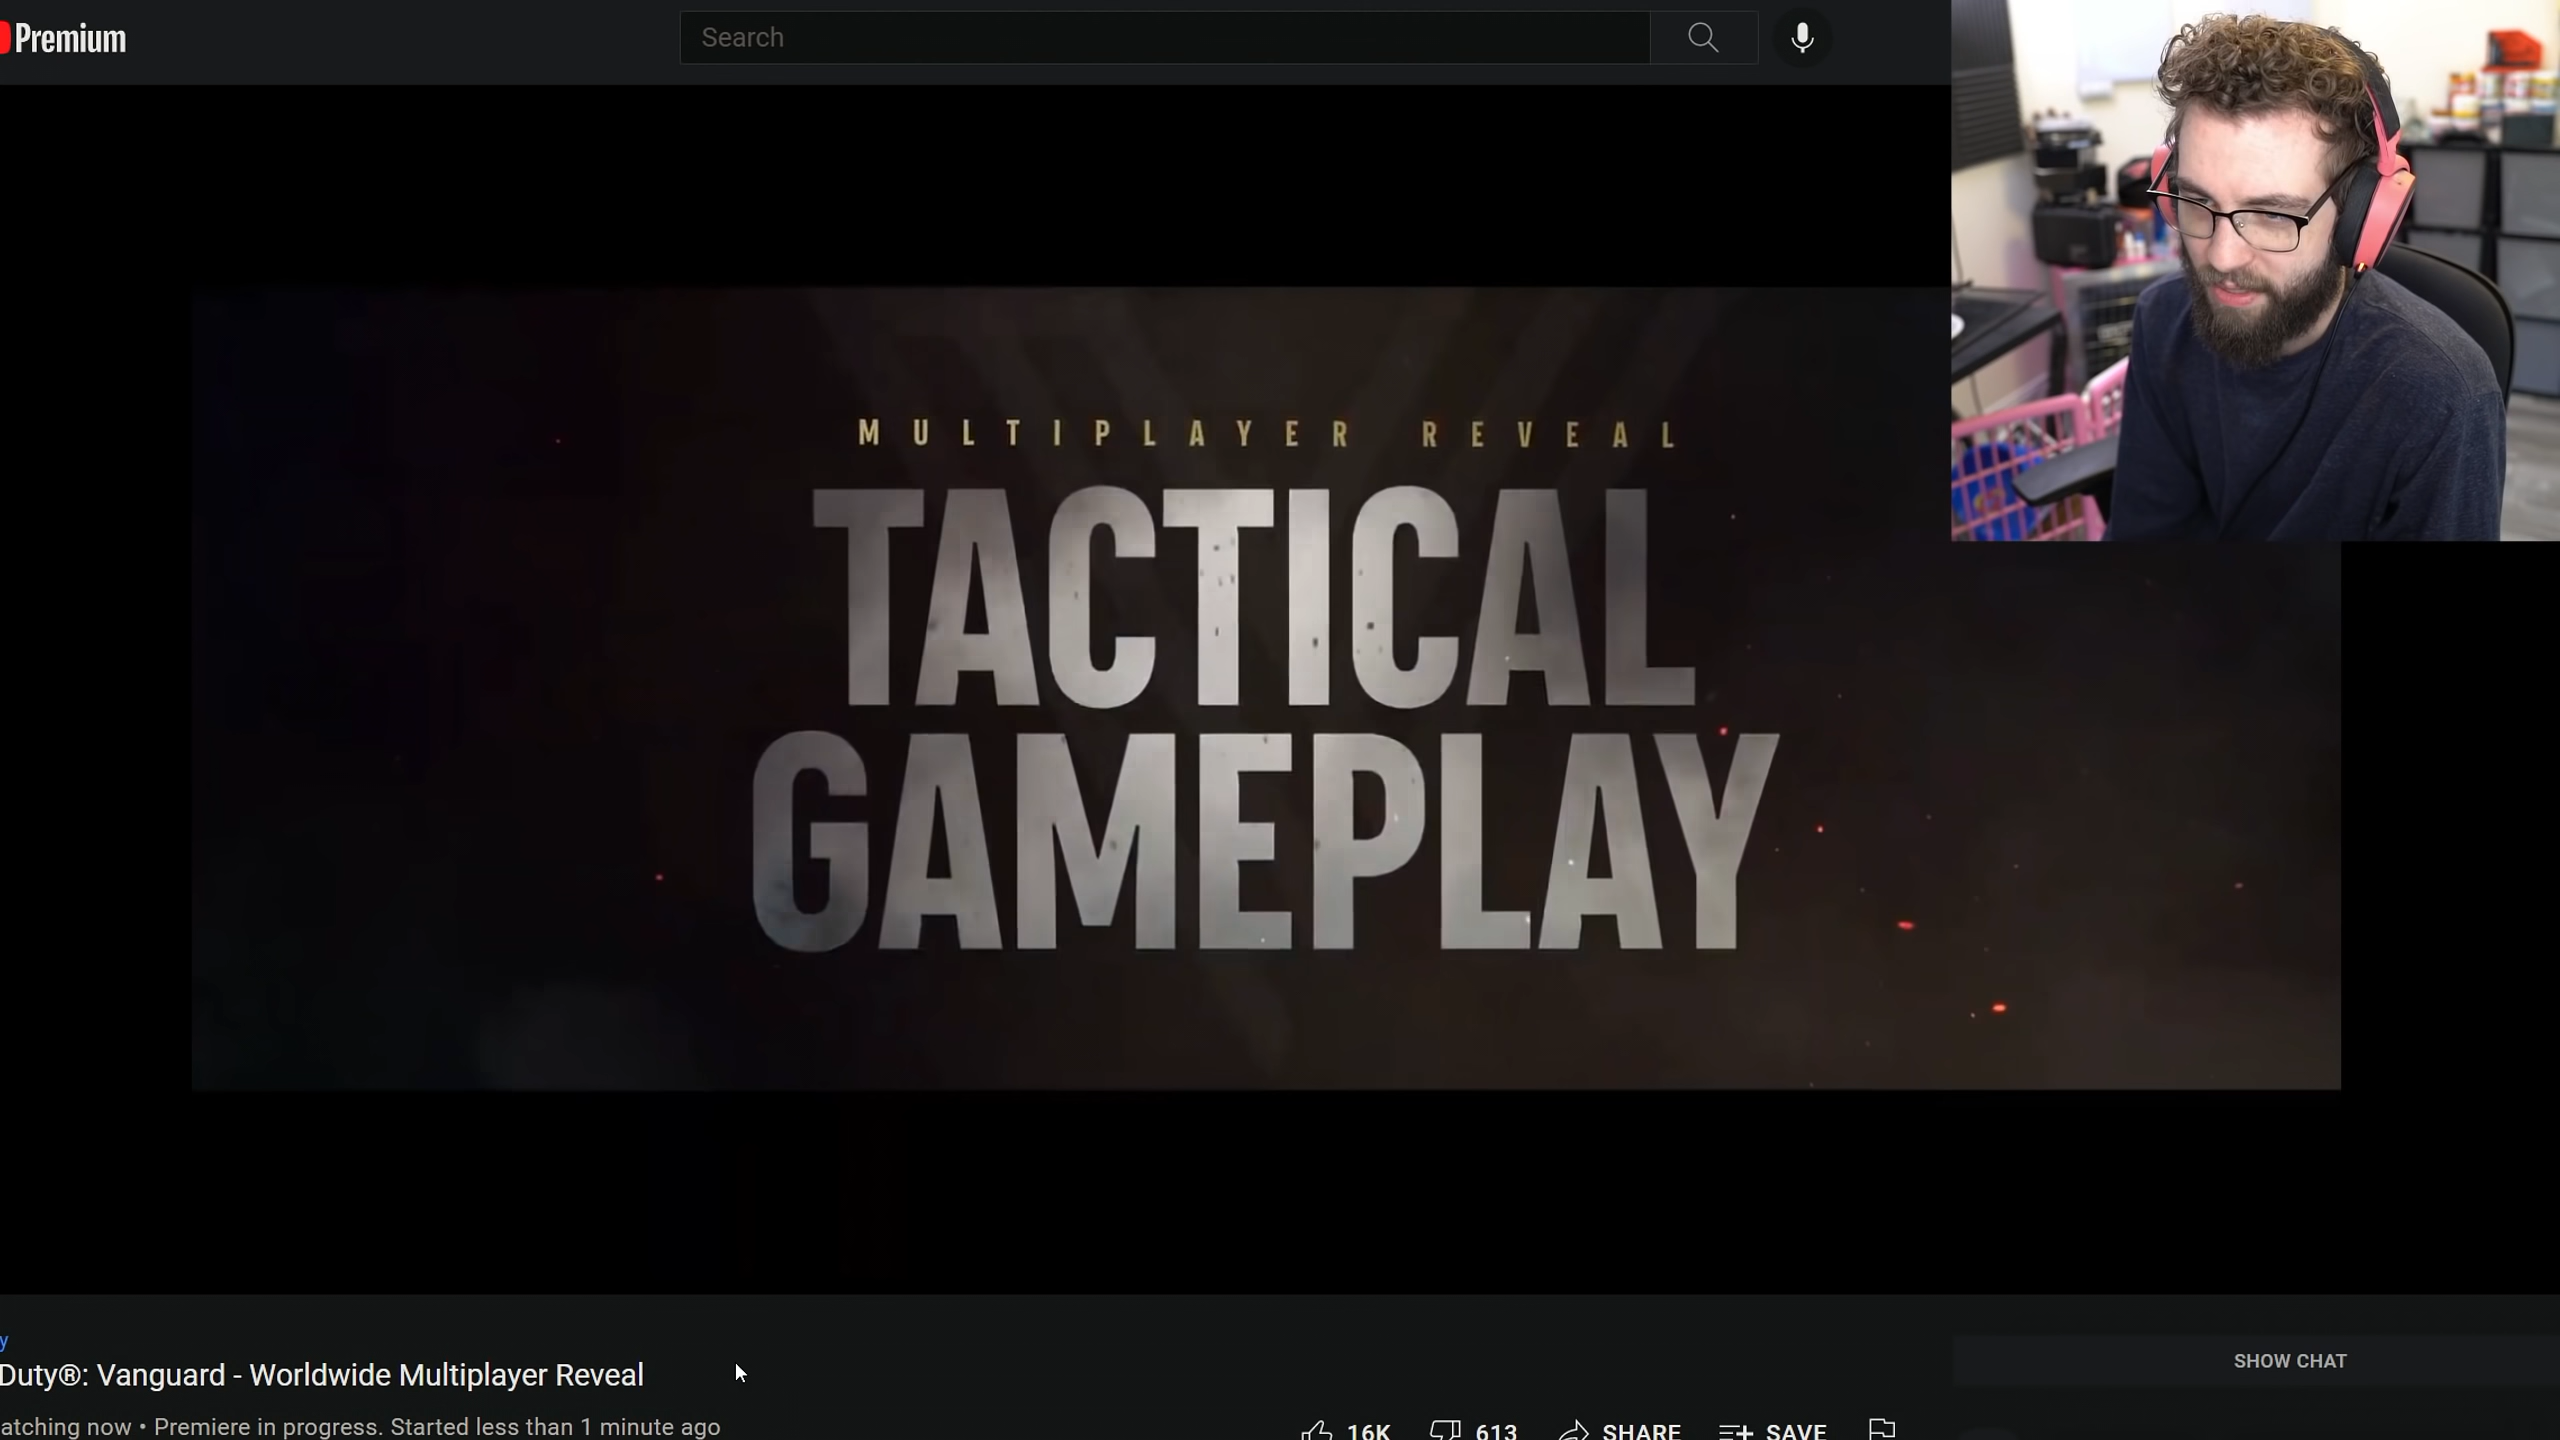 Premium
Search
MULTIPLAYER REVEAL
TACTICAL
GAMEPLAY
y
Duty®: Vanguard - Worldwide Multiplayer Reveal
atching now • Premiere in progress. Started less than 1 minute ago
16K
613
SHARE
SAVE
SHOW CHAT